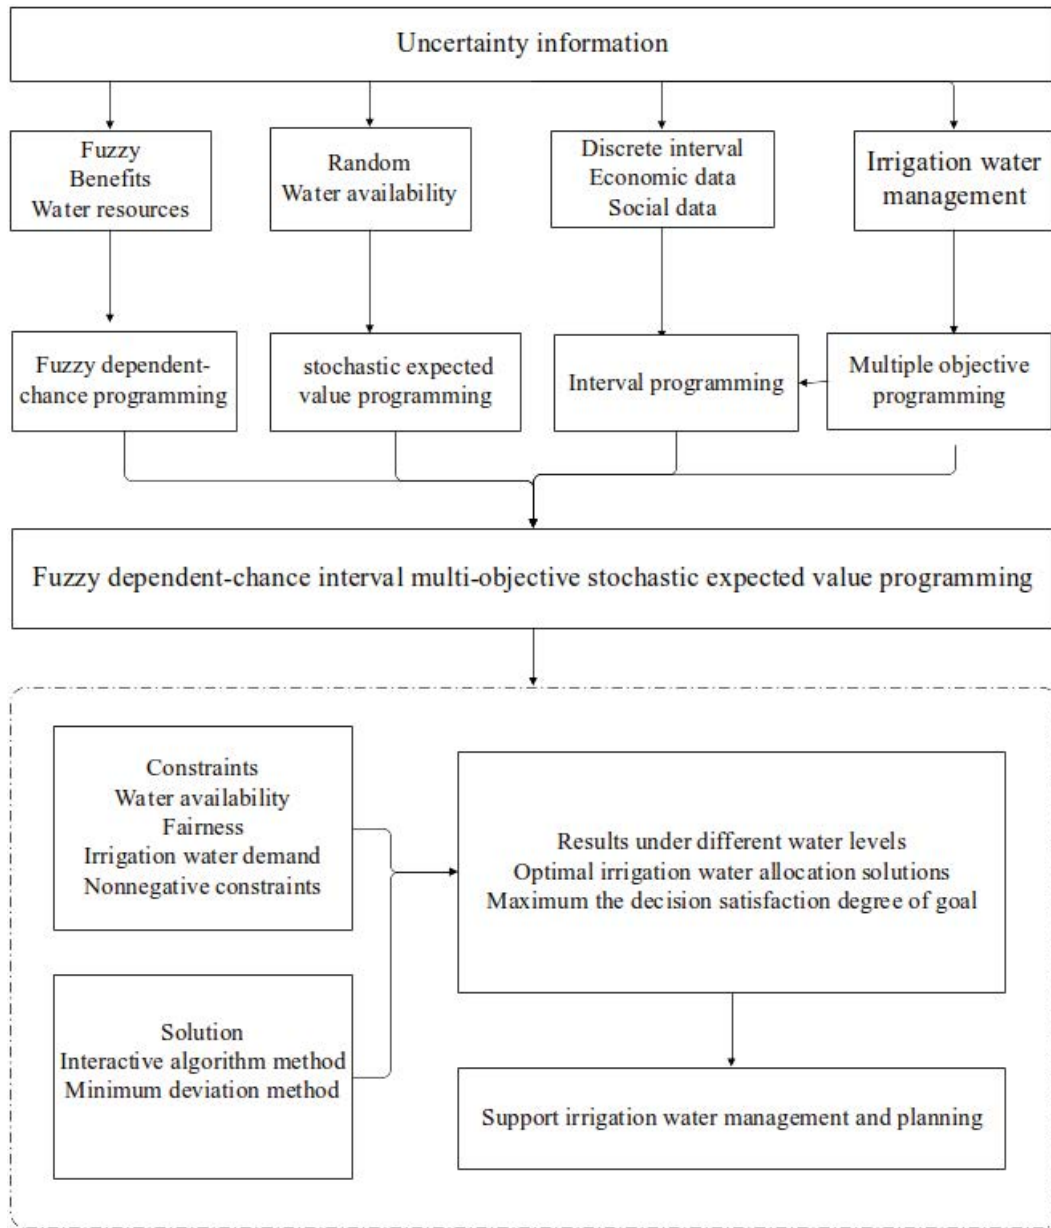 Uncertainty information
Fuzzy
Benefits
Water resources
Random
Water availability
Discrete interval
Economic data
Social data
Irrigation water
management
Fuzzy dependent-
chance programming
stochastic expected
value programming
Interval programming
Multiple objective
programming
Fuzzy dependent-chance interval multi-objective stochastic expected value programming
Constraints
Water availability
Fairness
Irrigation water demand
Nonnegative constraints
Solution
Interactive algorithm method
Minimum deviation method
Results under different water levels
Optimal irrigation water allocation solutions
Maximum the decision satisfaction degree of goal
Support irrigation water management and planning